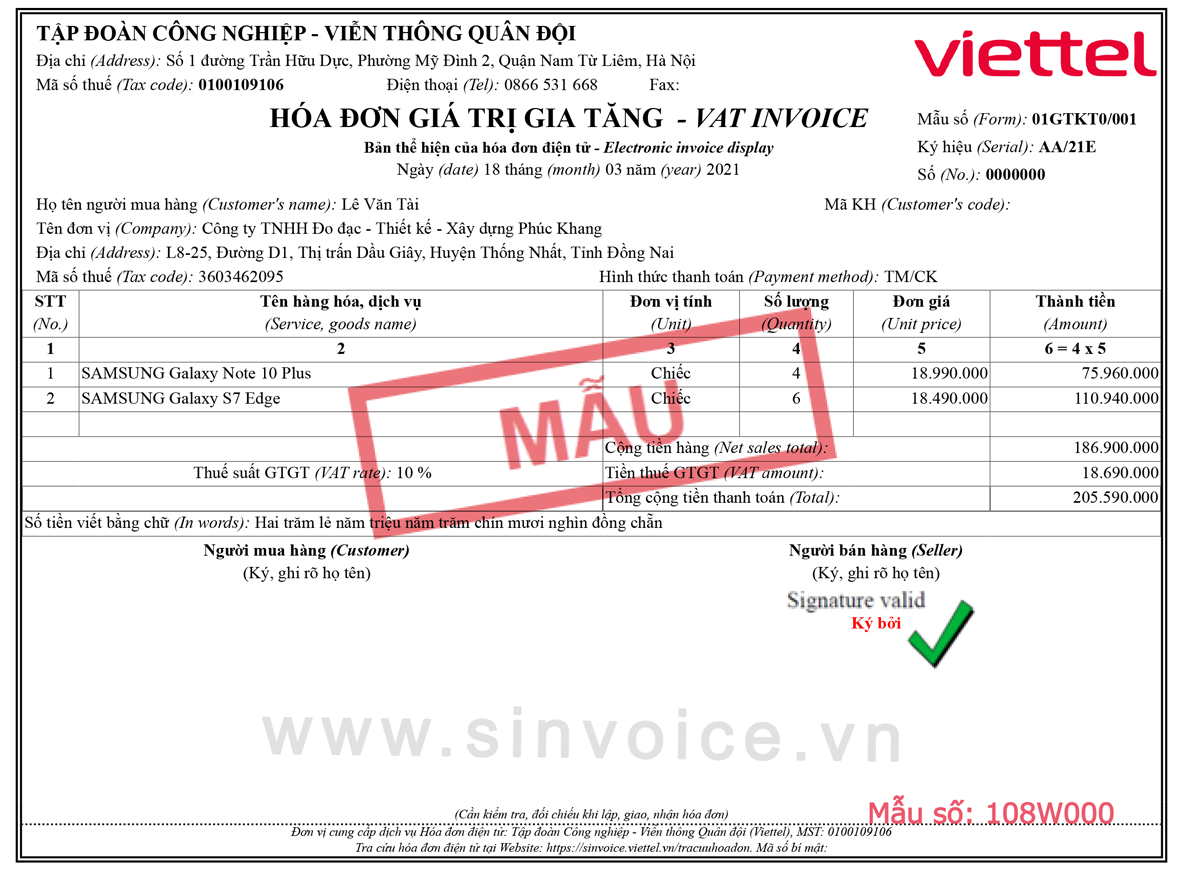 TẬP ĐOÀN CÔNG NGHIỆP - VIỄN THÔNG QUÂN ĐỘI
viettel
Địa chỉ (Address): Số 1 đường Trần Hữu Dực, Phường Mỹ Đình 2, Quận Nam Từ Liêm, Hà Nội
Mã số thuế (Tax code): 0100109106 Điện thoại (Tel): 0866 531 668 Fax:
HÓA ĐƠN GIÁ TRỊ GIA TĂNG - VAT INVOICE
Mẫu số (Form): 01GTKT0/001
Bản thể hiện của hóa đơn điện tử - Electronic invoice display
Ký hiệu (Serial): AA/21E
Ngày (date) 18 tháng (month) 03 năm (year) 2021
Số (No.): 0000000
Họ tên người mua hàng (Customer's name): Lê Văn Tài Mã KH (Customer's code):
Tên đơn vị (Company): Công ty TNHH Đo đạc - Thiết kế - Xây dựng Phúc Khang
Địa chỉ (Address): L8-25, Đường D1, Thị trấn Dầu Giây, Huyện Thống Nhất, Tỉnh Đồng Nai
Mã số thuế (Tax code): 3603462095 Hình thức thanh toán (Payment method): TM/CK
STT Tên hàng hóa, dịch vụ Đơn vị tính Số lượng Đơn giá Thành tiền
(No.) (Service, goods name) (Unit) (Quantity) (Unit price) (Amount)
1 2 3 4 5 6 = 4 x 5
1 SAMSUNG Galaxy Note 10 Plus Chiếc 4 18.990.000 75.960.000
2 SAMSUNG Galaxy S7 Edge Chiếc 6 18.490.000 110.940.000
MẪU
Cộng tiền hàng (Net sales total): 186.900.000
Thuế suất GTGT (VAT rate): 10 % Tiền thuế GTGT (VAT amount): 18.690.000
Tổng cộng tiền thanh toán (Total): 205.590.000
Số tiền viết bằng chữ (In words): Hai trăm lẻ năm triệu năm trăm chín mươi nghìn đồng chẵn
Người mua hàng (Customer) Người bán hàng (Seller)
(Ký, ghi rõ họ tên) (Ký, ghi rõ họ tên)
Signature valid
Ký bởi
www.sinvoice.vn
Mẫu số: 108W000
(Cần kiểm tra, đối chiếu khi lập, giao, nhận hóa đơn)
Đơn vị cung cấp dịch vụ Hóa đơn điện tử: Tập đoàn Công nghiệp - Viễn thông Quân đội (Viettel), MST: 0100109106
Tra cứu hóa đơn điện tử tại Website: https://sinvoice.viettel.vn/tracuuhoadon. Mã số bí mật: